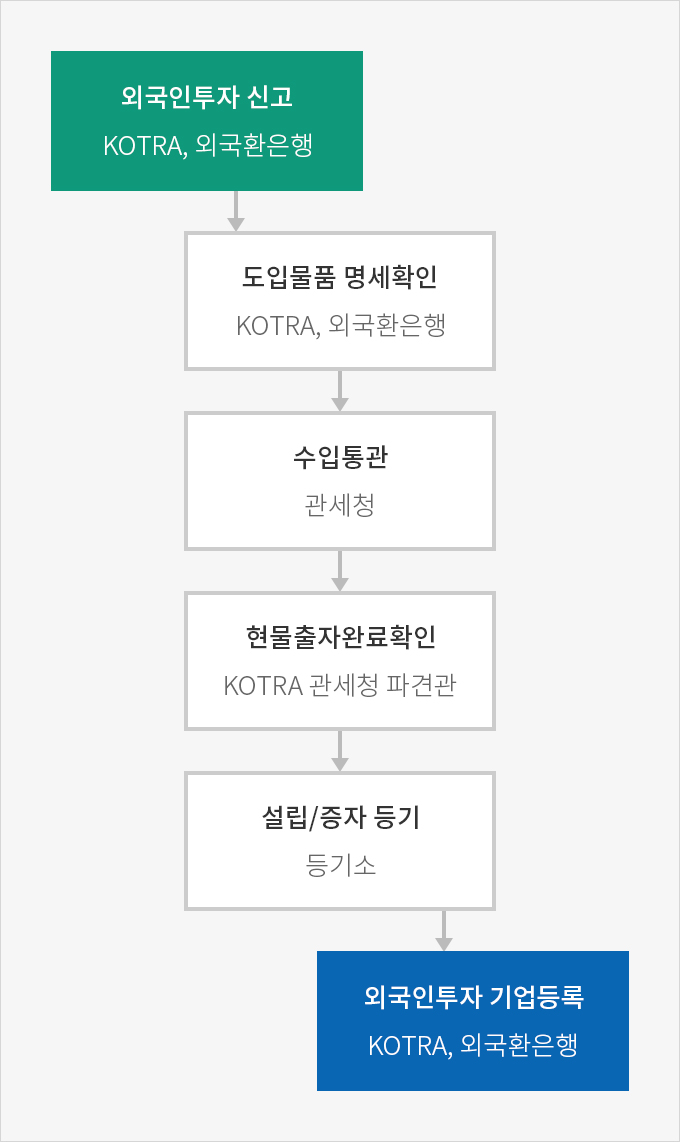 외국인투자 신고
KOTRA, 외국환은행
도입물품 명세확인
KOTRA, 외국환은행
수입통관
관세청
현물출자완료확인
KOTRA 관세청 파견관
설립/증자 등기
등기소
외국인투자 기업등록
KOTRA, 외국환은행